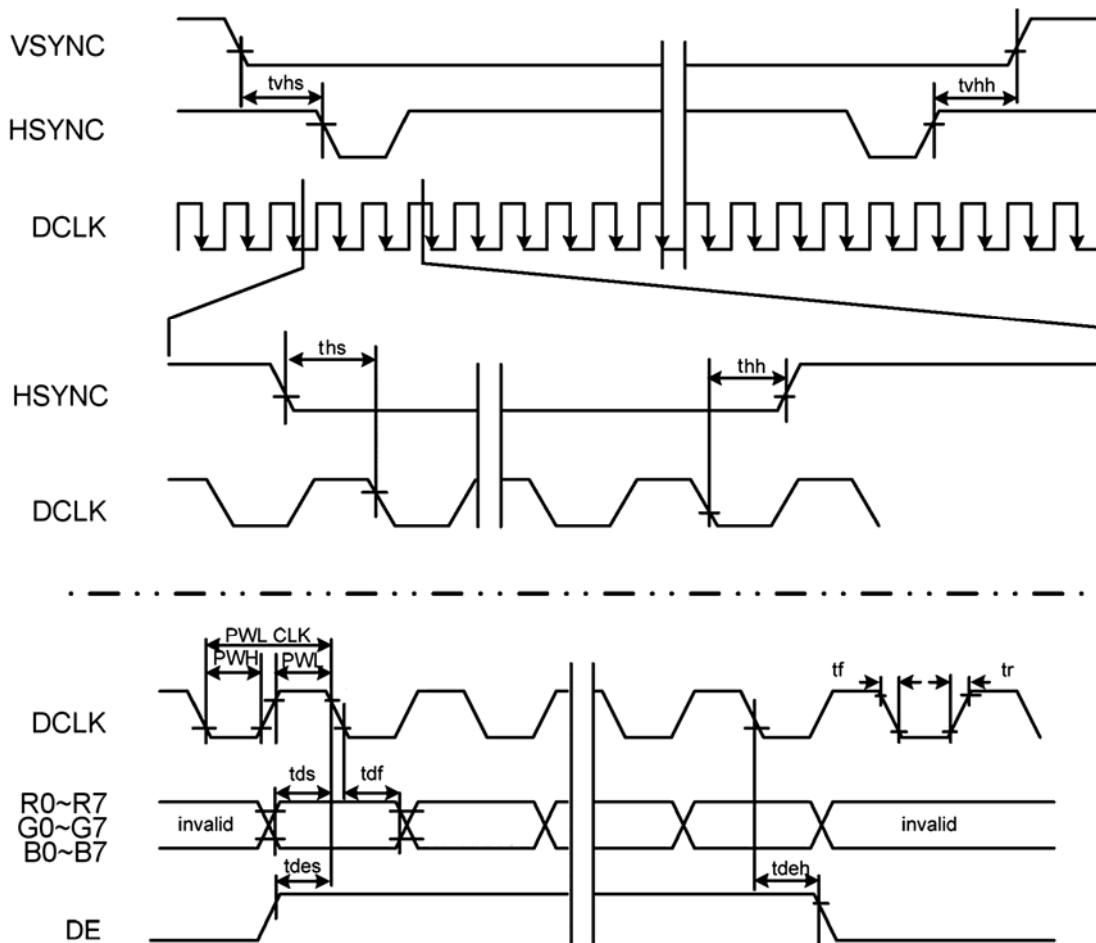 VSYNC
tvhs
tvhh
HSYNC
DCLK
ths
thh
HSYNC
DCLK
PWL CLK
PWH
PWL
tf
tr
DCLK
tds
tdf
R0~R7
G0~G7
B0~B7
invalid
invalid
tdes
tdeh
DE